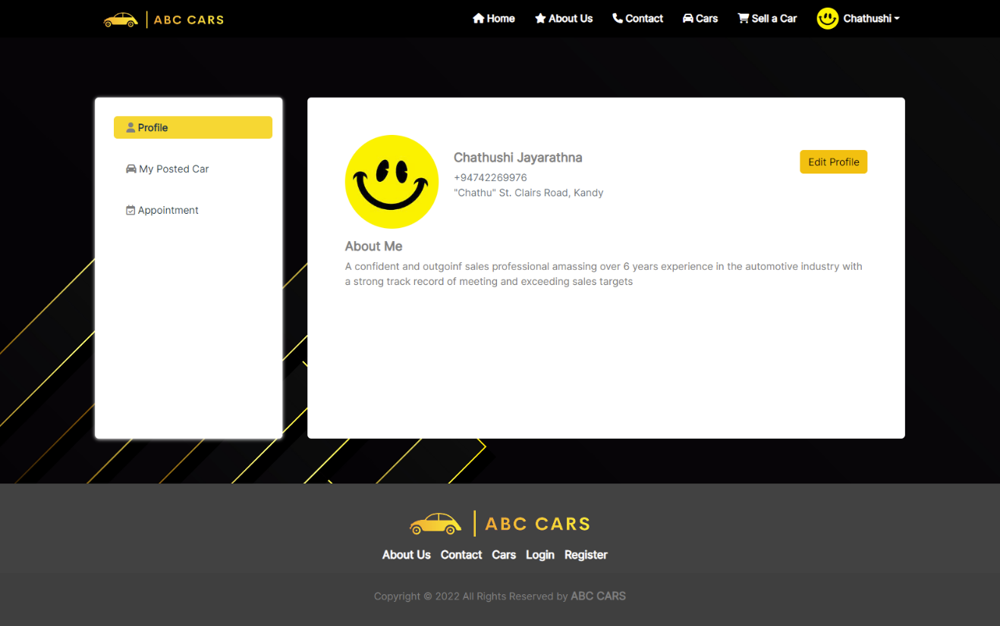 ABC CARS
Home About Us Contact Cars Sell a Car Chathushi
Profile
My Posted Car
Appointment
Chathushi Jayarathna
+94742269976
"Chathu" St. Clairs Road, Kandy
Edit Profile
About Me
A confident and outgoinf sales professional amassing over 6 years experience in the automotive industry with
a strong track record of meeting and exceeding sales targets
ABC CARS
About Us Contact Cars Login Register
Copyright © 2022 All Rights Reserved by ABC CARS